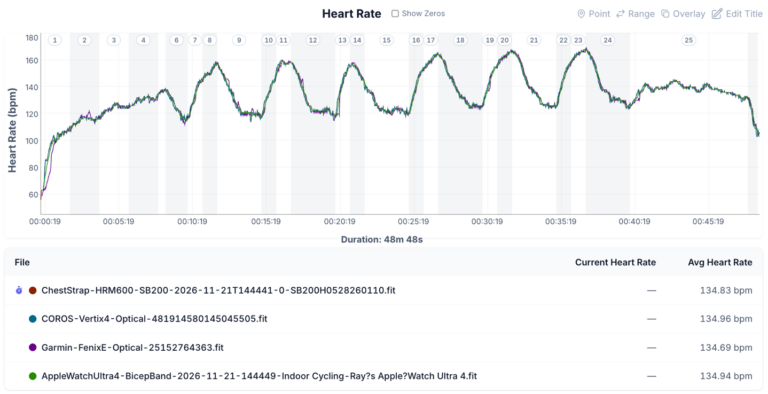 Heart Rate
Show Zeros
Point Range Overlay Edit Title
Heart Rate (bpm)
180
160
140
120
100
80
60
1 2 3 4 6 7 8 9 10 11 12 13 14 15 16 17 18 19 20 21 22 23 24 25
00:00:19 00:05:19 00:10:19 00:15:19 00:20:19 00:25:19 00:30:19 00:35:19 00:40:19 00:45:19
Duration: 48m 48s
File Current Heart Rate Avg Heart Rate
ChestStrap-HRM600-SB200-2026-11-21T144441-0-SB200H0528260110.fit — 134.83 bpm
COROS-Vertix4-Optical-481914580145045505.fit — 134.96 bpm
Garmin-FenixE-Optical-25152764363.fit — 134.69 bpm
AppleWatchUltra4-BicepBand-2026-11-21-144449-Indoor Cycling-Ray?s Apple?Watch Ultra 4.fit — 134.94 bpm